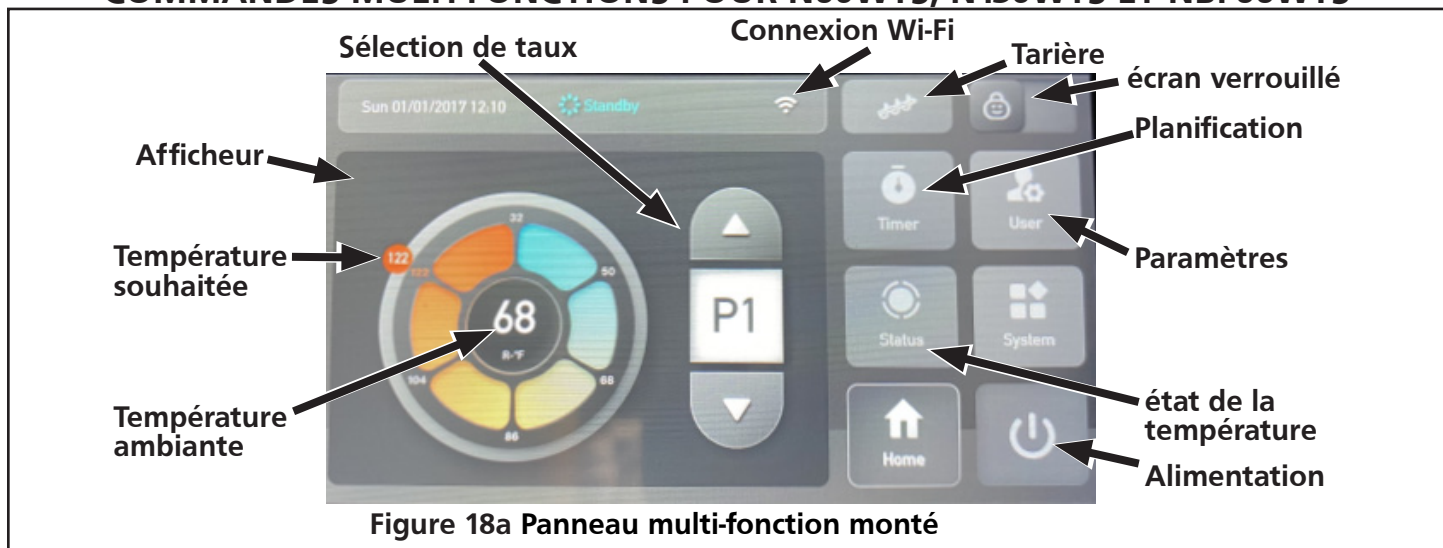 Connexion Wi-Fi
Sélection de taux
Tarière
écran verrouillé
Sun 01/01/2017 12:10
Standby
Planification
Afficheur
Timer
User
32
Température
souhaitée
122
122
50
Paramètres
68
R-°F
P1
Status
System
104
68
Température
ambiante
86
Home
état de la
température
Alimentation
Figure 18a Panneau multi-fonction monté